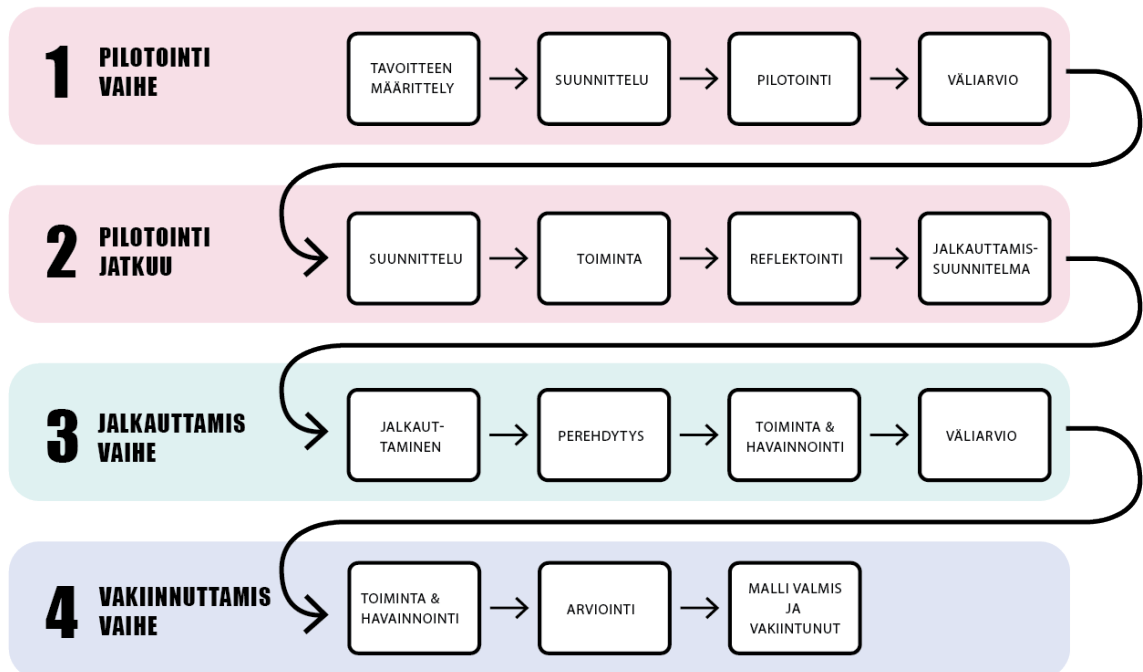 1 PILOTOINTI
VAIHE
TAVOITTEEN
MÄÄRITTELY
SUUNNITTELU
PILOTOINTI
VÄLIARVIO
2 PILOTOINTI
JATKUU
SUUNNITTELU
TOIMINTA
REFLEKTOINTI
JALKAUTTAMIS-
SUUNNITELMA
3 JALKAUTTAMIS
VAIHE
JALKAUT-
TAMINEN
PEREHDYTYS
TOIMINTA &
HAVAINNOINTI
VÄLIARVIO
4 VAKIINNUTTAMIS
VAIHE
TOIMINTA &
HAVAINNOINTI
ARVIOINTI
MALLI VALMIS
JA
VAKIINTUNUT